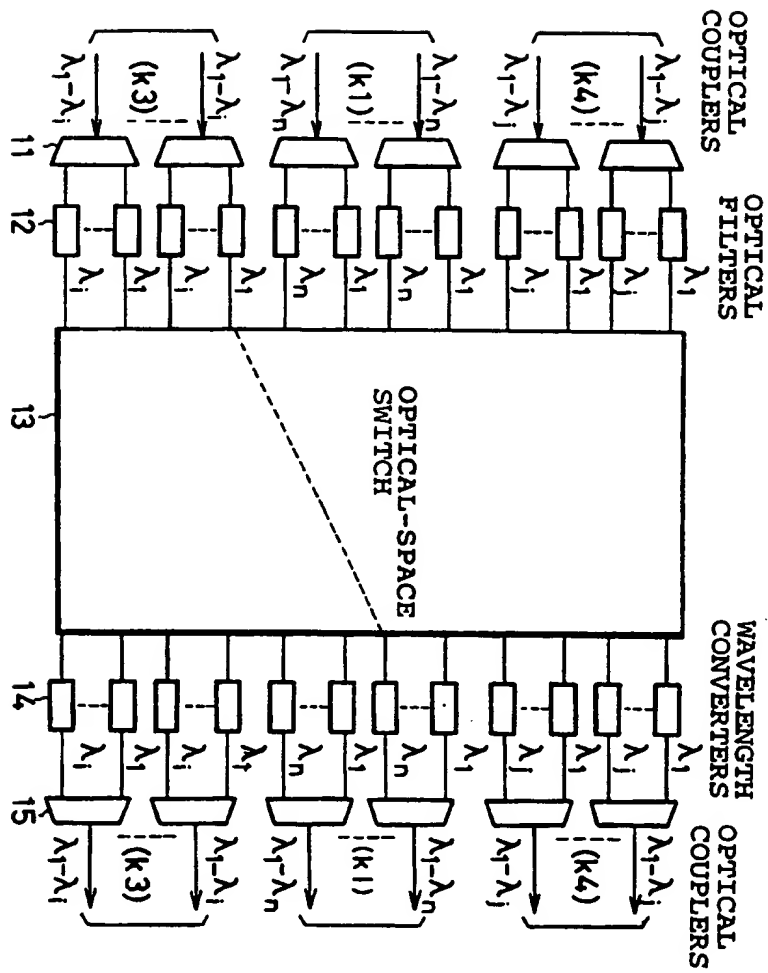 OPTICAL
COUPLERS
λ1-λj
(k4)
λ1-λj
λ1-λn
(k1)
λ1-λn
λ1-λi
(k3)
λ1-λi
11
OPTICAL
FILTERS
λ1
λj
λ1
λj
λ1
λn
λ1
λn
λ1
λi
λ1
λi
12
OPTICAL-SPACE
SWITCH
13
WAVELENGTH
CONVERTERS
λ1
λj
λ1
λj
λ1
λn
λ1
λn
λt
λi
λ1
λi
14
OPTICAL
COUPLERS
λ1-λj
(k4)
λ1-λj
λ1-λn
(k1)
λ1-λn
λ1-λi
(k3)
λ1-λi
15